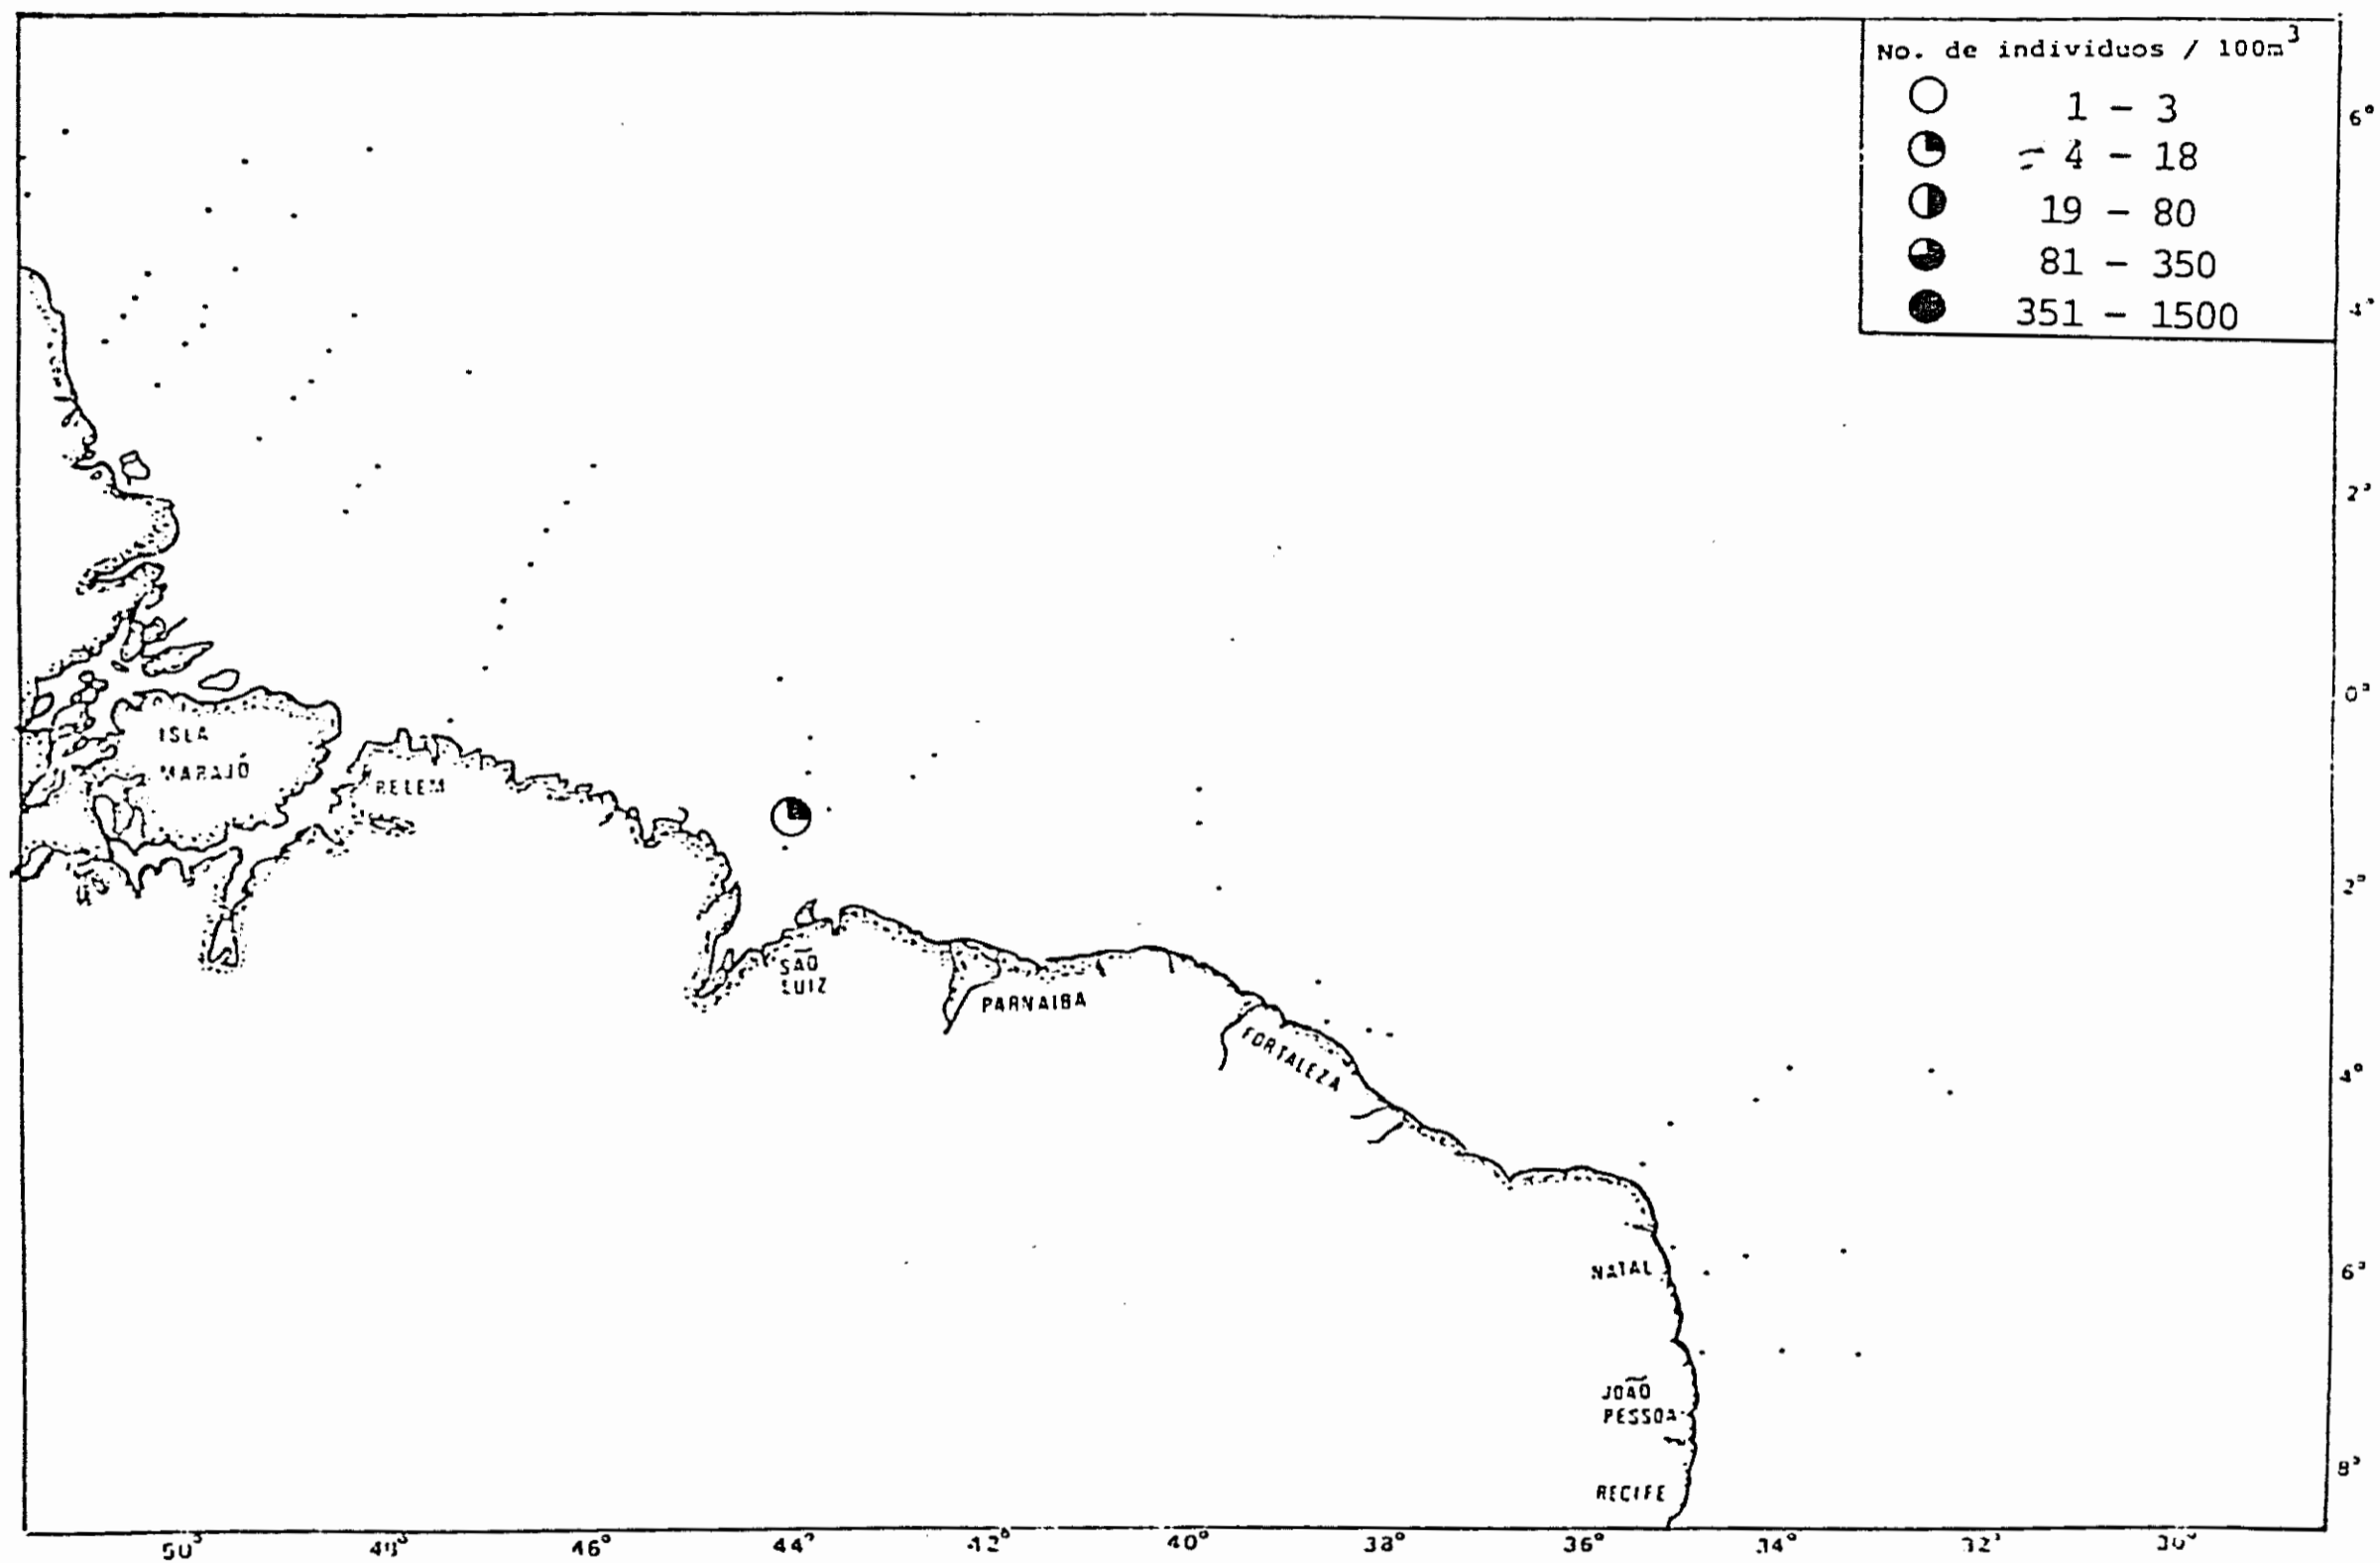 No. de individuos / 100m³
1 – 3
4 – 18
19 – 80
81 – 350
351 – 1500
6°
4°
2°
0°
2°
4°
6°
8°
ISLA
MARAJÓ
BELEM
SÃO
LUIZ
PARNAIBA
FORTALEZA
NATAL
JOÃO
PESSOA
RECIFE
50° 48° 46° 44° 42° 40° 38° 36° 34° 32° 30°